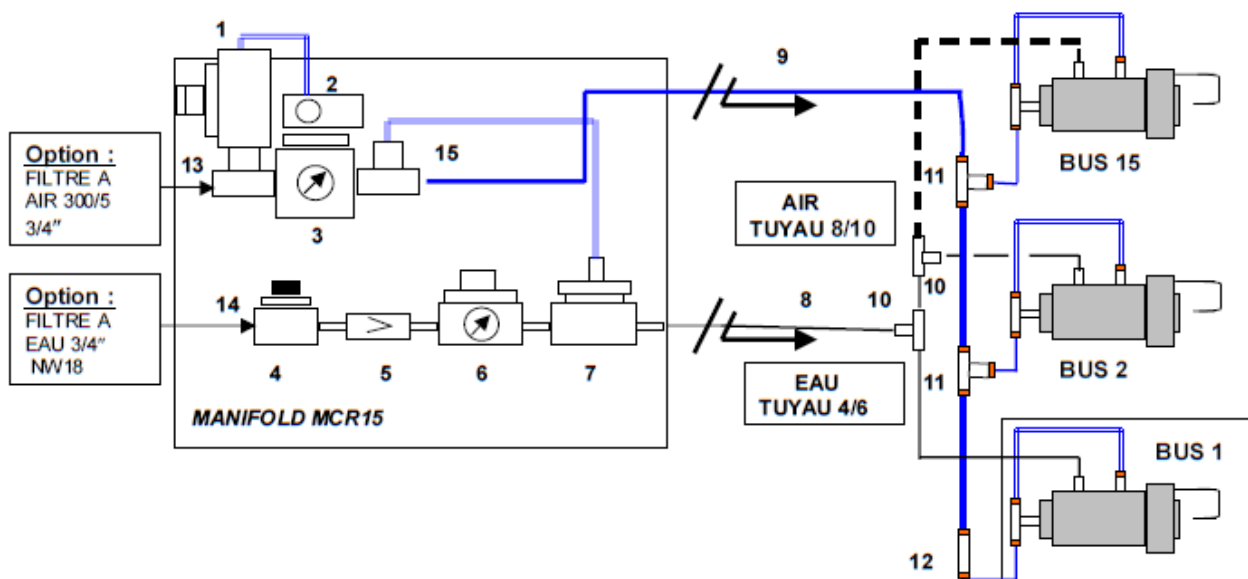 1
2
9
15
13
3
Option :
FILTRE A
AIR 300/5
3/4"
Option :
FILTRE A
EAU 3/4"
NW18
14
4
5
6
7
MANIFOLD MCR15
AIR
TUYAU 8/10
8
10
10
EAU
TUYAU 4/6
11
11
12
BUS 15
BUS 2
BUS 1